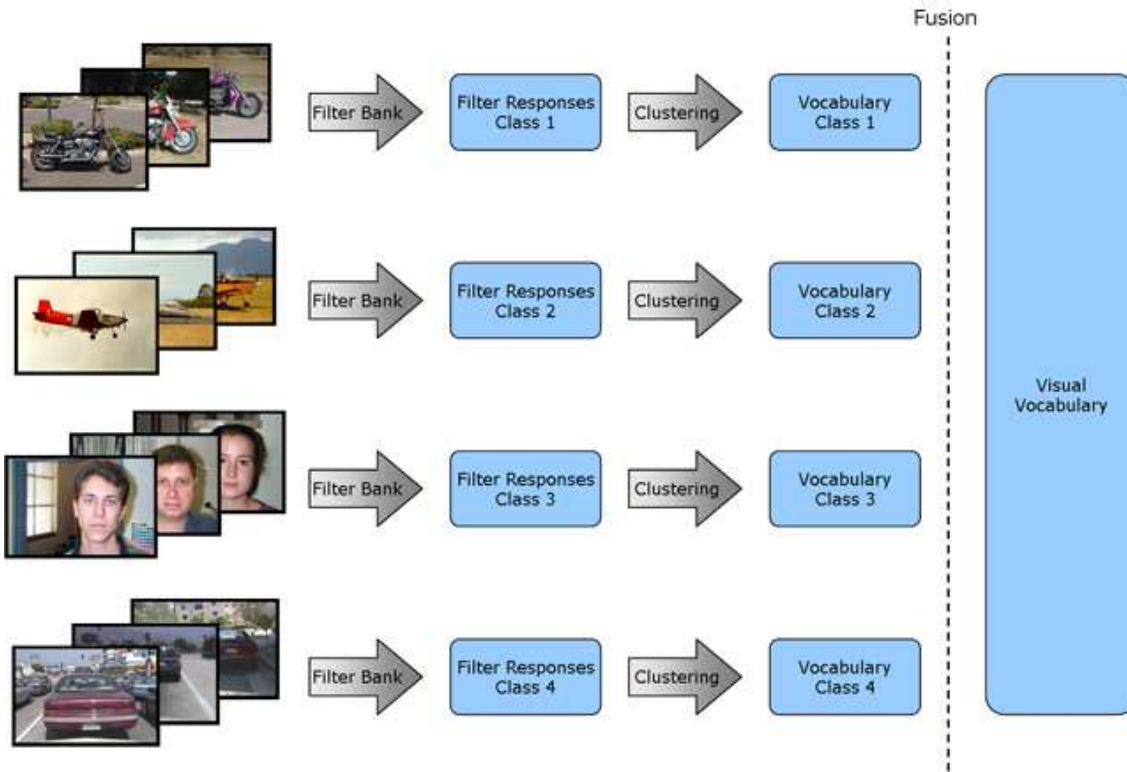 Fusion
Filter Bank
Filter Responses
Class 1
Clustering
Vocabulary
Class 1
Filter Bank
Filter Responses
Class 2
Clustering
Vocabulary
Class 2
Visual
Vocabulary
Filter Bank
Filter Responses
Class 3
Clustering
Vocabulary
Class 3
Filter Bank
Filter Responses
Class 4
Clustering
Vocabulary
Class 4